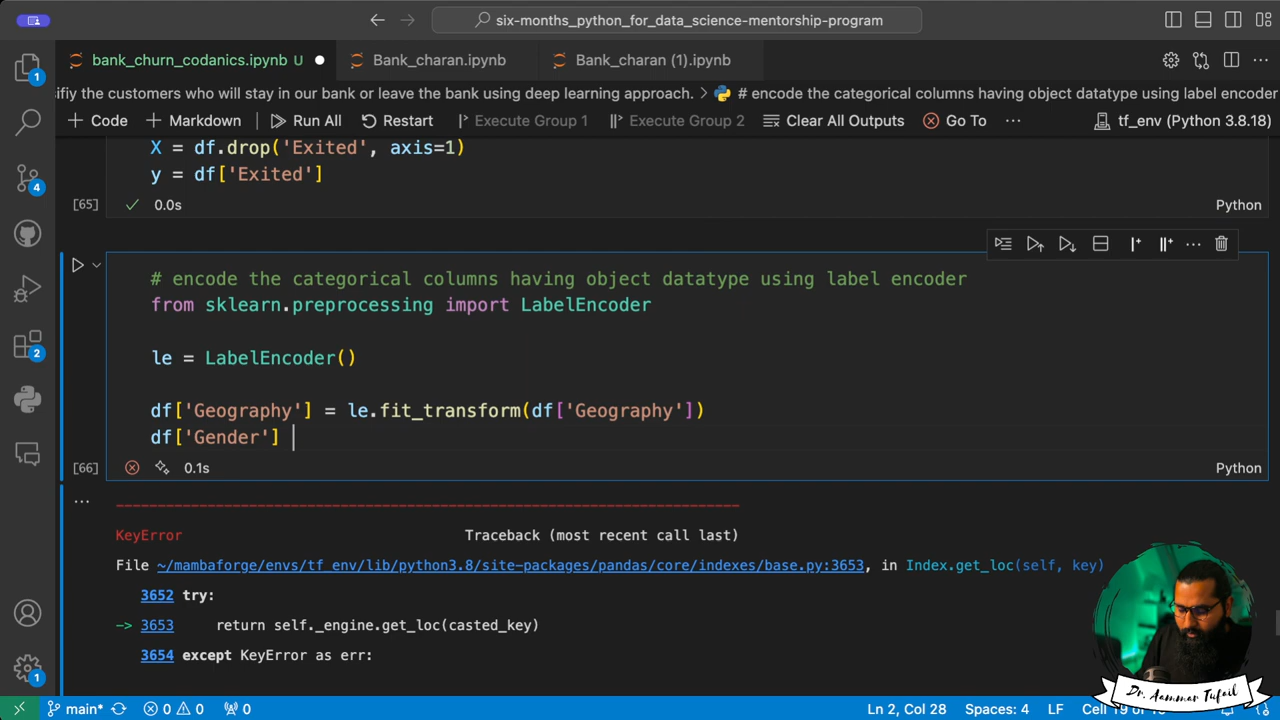 six-months_python_for_data_science-mentorship-program
bank_churn_codanics.ipynb U ● Bank_charan.ipynb Bank_charan (1).ipynb
sifiy the customers who will stay in our bank or leave the bank using deep learning approach. > # encode the categorical columns having object datatype using label encoder
+ Code + Markdown Run All Restart Execute Group 1 Execute Group 2 Clear All Outputs Go To ... tf_env (Python 3.8.18)
X = df.drop('Exited', axis=1)
y = df['Exited']
[65] ✓ 0.0s Python
# encode the categorical columns having object datatype using label encoder
from sklearn.preprocessing import LabelEncoder
le = LabelEncoder()
df['Geography'] = le.fit_transform(df['Geography'])
df['Gender']
[66] 0.1s Python
...
KeyError Traceback (most recent call last)
File ~/mambaforge/envs/tf_env/lib/python3.8/site-packages/pandas/core/indexes/base.py:3653, in Index.get_loc(self, key)
3652 try:
-> 3653 return self._engine.get_loc(casted_key)
3654 except KeyError as err:
Dr. Aammar Tufail
main* 0 0 0 Ln 2, Col 28 Spaces: 4 LF
1
4
2
1
1